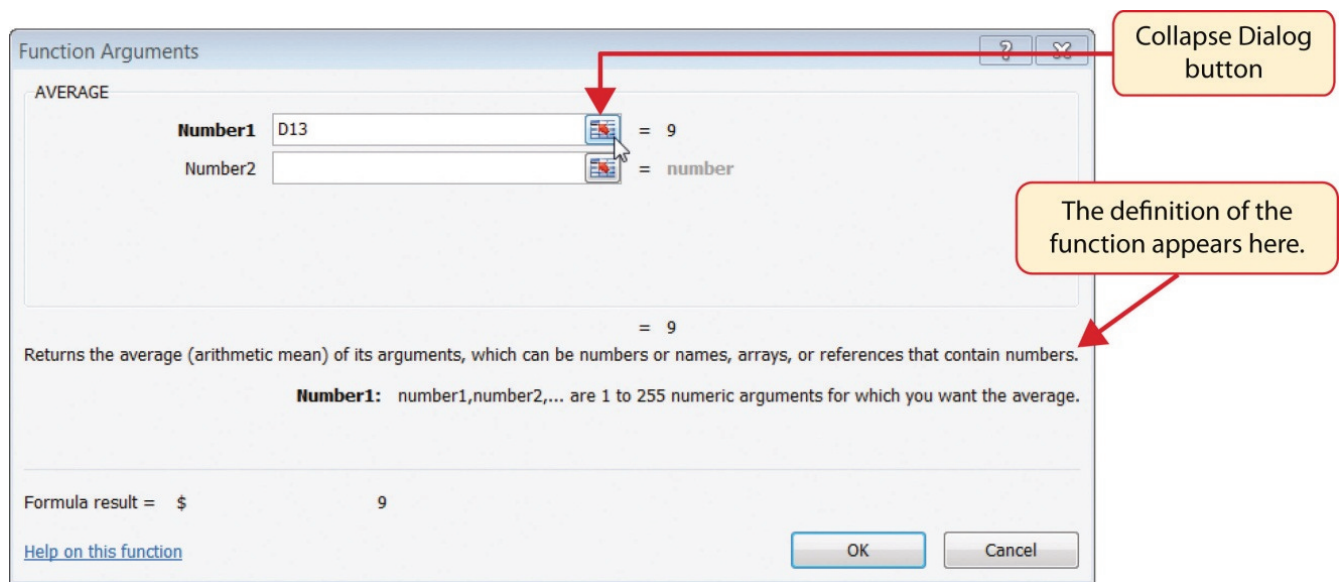 Collapse Dialog
button
Function Arguments
AVERAGE
Number1 D13 = 9
Number2 = number
The definition of the
function appears here.
= 9
Returns the average (arithmetic mean) of its arguments, which can be numbers or names, arrays, or references that contain numbers.
Number1: number1,number2,... are 1 to 255 numeric arguments for which you want the average.
Formula result = $ 9
Help on this function
OK
Cancel